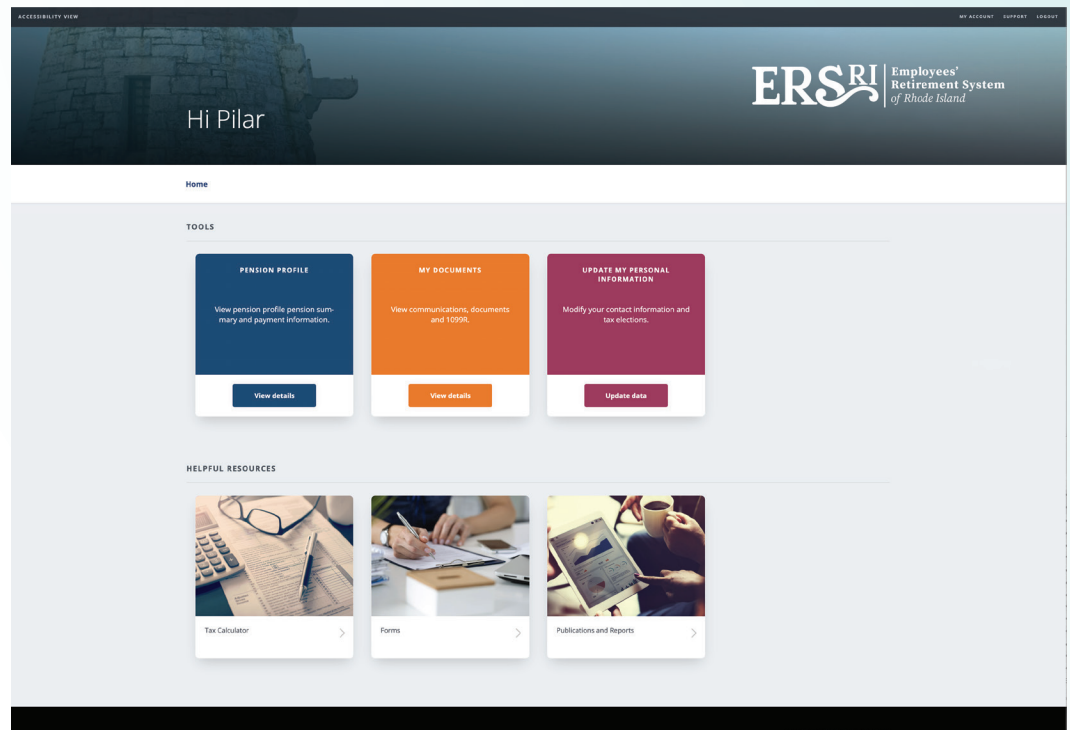 ACCESSIBILITY VIEW
MY ACCOUNT SUPPORT LOGOUT
ERSRI
Employees'
Retirement System
of Rhode Island
Hi Pilar
Home
TOOLS
PENSION PROFILE
View pension profile pension sum-
mary and payment information.
View details
MY DOCUMENTS
View communications, documents
and 1099R.
View details
UPDATE MY PERSONAL
INFORMATION
Modify your contact information and
tax elections.
Update data
HELPFUL RESOURCES
Tax Calculator
Forms
Publications and Reports